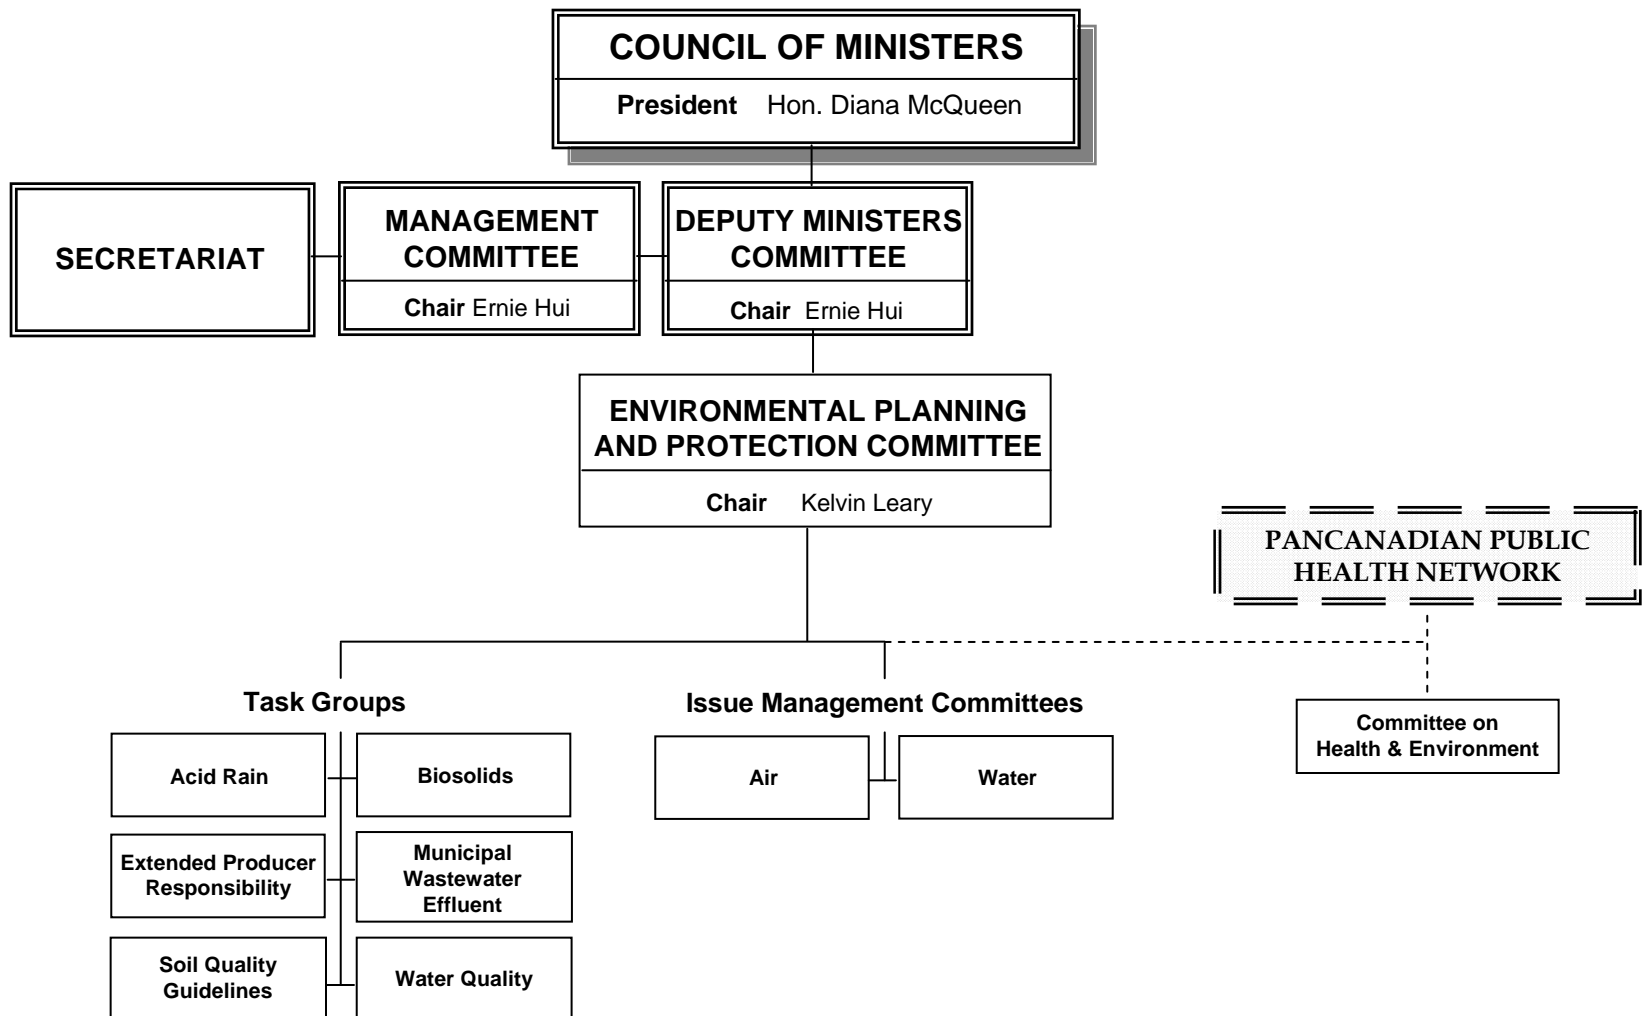 COUNCIL OF MINISTERS
President Hon. Diana McQueen
SECRETARIAT
MANAGEMENT
COMMITTEE
Chair Ernie Hui
DEPUTY MINISTERS
COMMITTEE
Chair Ernie Hui
ENVIRONMENTAL PLANNING
AND PROTECTION COMMITTEE
Chair Kelvin Leary
PANCANADIAN PUBLIC
HEALTH NETWORK
Task Groups
Issue Management Committees
Committee on
Health & Environment
Acid Rain
Biosolids
Air
Water
Extended Producer
Responsibility
Municipal
Wastewater
Effluent
Soil Quality
Guidelines
Water Quality